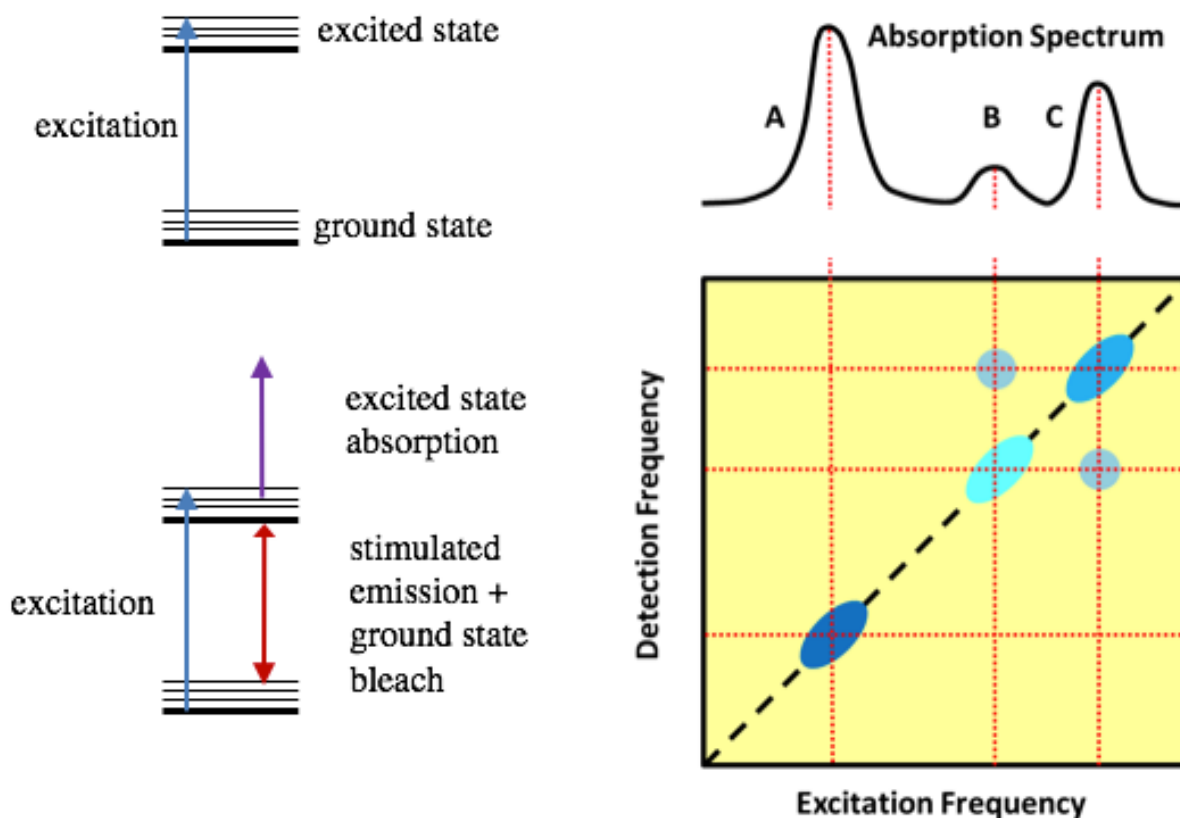 excited state
excitation
ground state
excited state
absorption
excitation
stimulated
emission +
ground state
bleach
Absorption Spectrum
A
B
C
Detection Frequency
Excitation Frequency